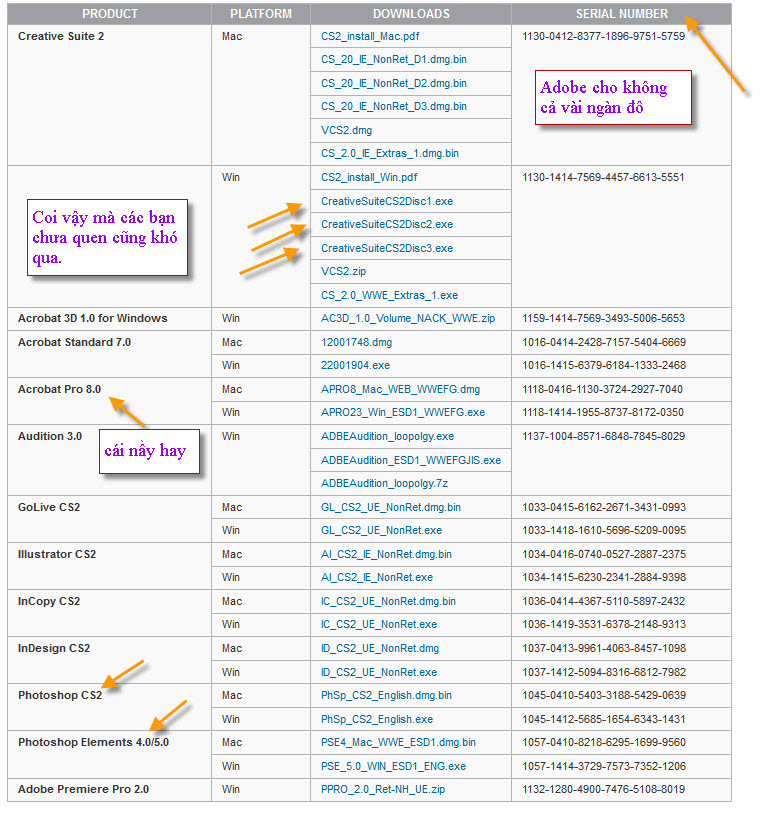 PRODUCT PLATFORM DOWNLOADS SERIAL NUMBER
Creative Suite 2 Mac CS2_install_Mac.pdf 1130-0412-8377-1896-9751-5759
CS_20_IE_NonRet_D1.dmg.bin
CS_20_IE_NonRet_D2.dmg.bin
CS_20_IE_NonRet_D3.dmg.bin
VCS2.dmg
CS_2.0_IE_Extras_1.dmg.bin
Adobe cho không
cả vài ngàn đô
Win CS2_install_Win.pdf 1130-1414-7569-4457-6613-5551
CreativeSuiteCS2Disc1.exe
CreativeSuiteCS2Disc2.exe
CreativeSuiteCS2Disc3.exe
VCS2.zip
CS_2.0_WWE_Extras_1.exe
Coi vậy mà các bạn
chưa quen cũng khó
qua.
Acrobat 3D 1.0 for Windows Win AC3D_1.0_Volume_NACK_WWE.zip 1159-1414-7569-3493-5006-5653
Acrobat Standard 7.0 Mac 12001748.dmg 1016-0414-2428-7157-5404-6669
Win 22001904.exe 1016-1415-6379-6184-1333-2468
Acrobat Pro 8.0 Mac APRO8_Mac_WEB_WWEFG.dmg 1118-0416-1130-3724-2927-7040
Win APRO23_Win_ESD1_WWEFG.exe 1118-1414-1955-8737-8172-0350
cái nầy hay
Audition 3.0 Win ADBEAudition_loopolgy.exe 1137-1004-8571-6848-7845-8029
ADBEAudition_ESD1_WWEFGJIS.exe
ADBEAudition_loopolgy.7z
GoLive CS2 Mac GL_CS2_UE_NonRet.dmg.bin 1033-0415-6162-2671-3431-0993
Win GL_CS2_UE_NonRet.exe 1033-1418-1610-5696-5209-0095
Illustrator CS2 Mac AI_CS2_IE_NonRet.dmg.bin 1034-0416-0740-0527-2887-2375
Win AI_CS2_IE_NonRet.exe 1034-1415-6230-2341-2884-9398
InCopy CS2 Mac IC_CS2_UE_NonRet.dmg.bin 1036-0414-4367-5110-5897-2432
Win IC_CS2_UE_NonRet.exe 1036-1419-3531-6378-2148-9313
InDesign CS2 Mac ID_CS2_UE_NonRet.dmg 1037-0413-9961-4063-8457-1098
Win ID_CS2_UE_NonRet.exe 1037-1412-5094-8316-6812-7982
Photoshop CS2 Mac PhSp_CS2_English.dmg.bin 1045-0410-5403-3188-5429-0639
Win PhSp_CS2_English.exe 1045-1412-5685-1654-6343-1431
Photoshop Elements 4.0/5.0 Mac PSE4_Mac_WWE_ESD1.dmg.bin 1057-0410-8218-6295-1699-9560
Win PSE_5.0_WIN_ESD1_ENG.exe 1057-1414-3729-7573-7352-1206
Adobe Premiere Pro 2.0 Win PPRO_2.0_Ret-NH_UE.zip 1132-1280-4900-7476-5108-8019